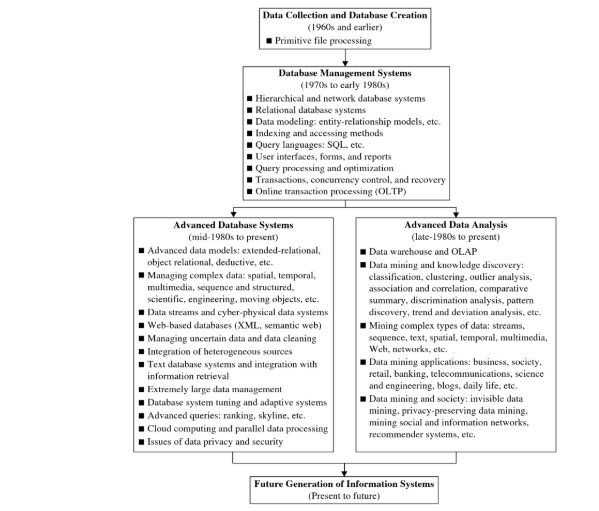 Data Collection and Database Creation
(1960s and earlier)
■ Primitive file processing
Database Management Systems
(1970s to early 1980s)
■ Hierarchical and network database systems
■ Relational database systems
■ Data modeling: entity-relationship models, etc.
■ Indexing and accessing methods
■ Query languages: SQL, etc.
■ User interfaces, forms, and reports
■ Query processing and optimization
■ Transactions, concurrency control, and recovery
■ Online transaction processing (OLTP)
Advanced Database Systems
(mid-1980s to present)
■ Advanced data models: extended-relational,
object relational, deductive, etc.
■ Managing complex data: spatial, temporal,
multimedia, sequence and structured,
scientific, engineering, moving objects, etc.
■ Data streams and cyber-physical data systems
■ Web-based databases (XML, semantic web)
■ Managing uncertain data and data cleaning
■ Integration of heterogeneous sources
■ Text database systems and integration with
information retrieval
■ Extremely large data management
■ Database system tuning and adaptive systems
■ Advanced queries: ranking, skyline, etc.
■ Cloud computing and parallel data processing
■ Issues of data privacy and security
Advanced Data Analysis
(late-1980s to present)
■ Data warehouse and OLAP
■ Data mining and knowledge discovery:
classification, clustering, outlier analysis,
association and correlation, comparative
summary, discrimination analysis, pattern
discovery, trend and deviation analysis, etc.
■ Mining complex types of data: streams,
sequence, text, spatial, temporal, multimedia,
Web, networks, etc.
■ Data mining applications: business, society,
retail, banking, telecommunications, science
and engineering, blogs, daily life, etc.
■ Data mining and society: invisible data
mining, privacy-preserving data mining,
mining social and information networks,
recommender systems, etc.
Future Generation of Information Systems
(Present to future)